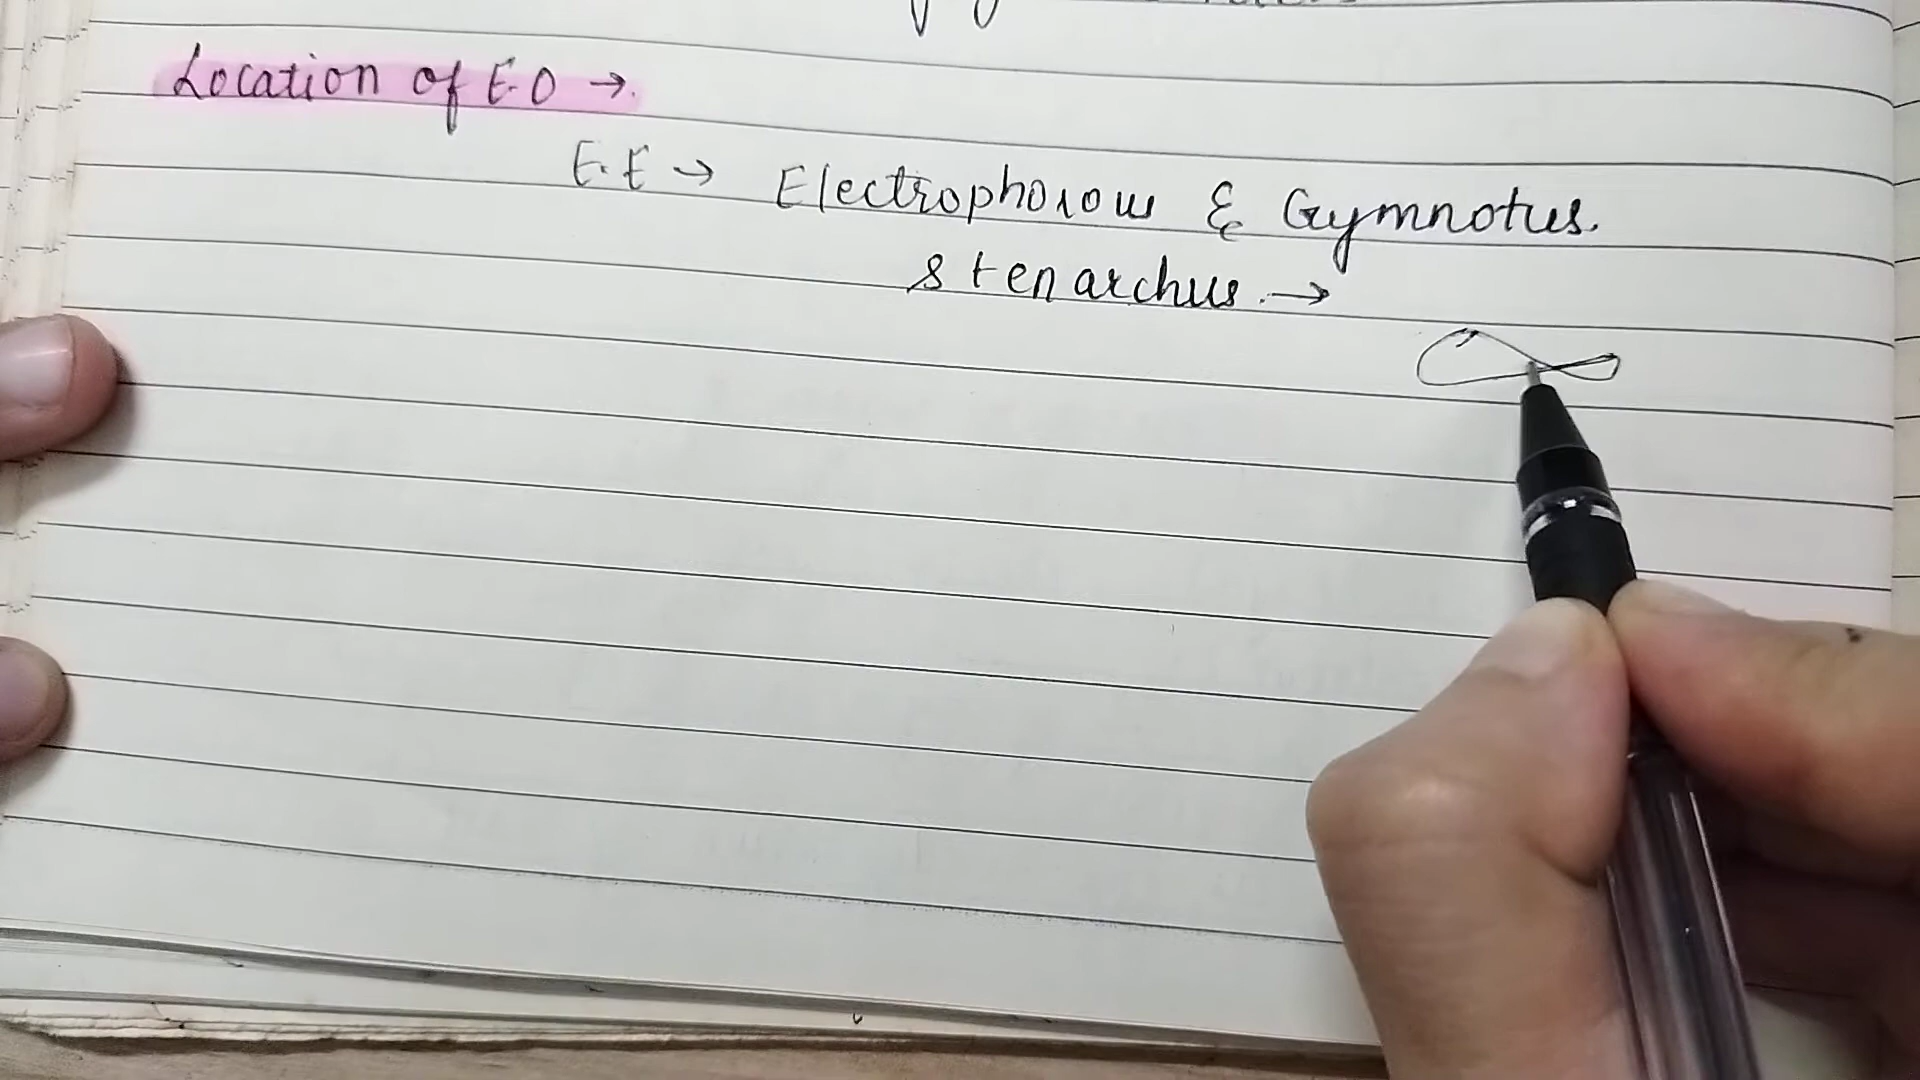 Location of E.O →.
E.E → Electrophorous & Gymnotus.
Stenarchus. →